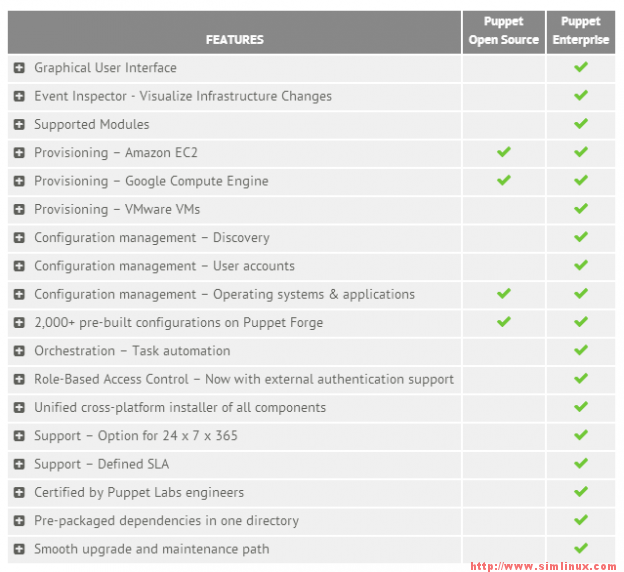 FEATURES
Puppet
Open Source
Puppet
Enterprise
Graphical User Interface
Event Inspector - Visualize Infrastructure Changes
Supported Modules
Provisioning – Amazon EC2
Provisioning – Google Compute Engine
Provisioning – VMware VMs
Configuration management – Discovery
Configuration management – User accounts
Configuration management – Operating systems & applications
2,000+ pre-built configurations on Puppet Forge
Orchestration – Task automation
Role-Based Access Control – Now with external authentication support
Unified cross-platform installer of all components
Support – Option for 24 x 7 x 365
Support – Defined SLA
Certified by Puppet Labs engineers
Pre-packaged dependencies in one directory
Smooth upgrade and maintenance path
http://www.simlinux.com